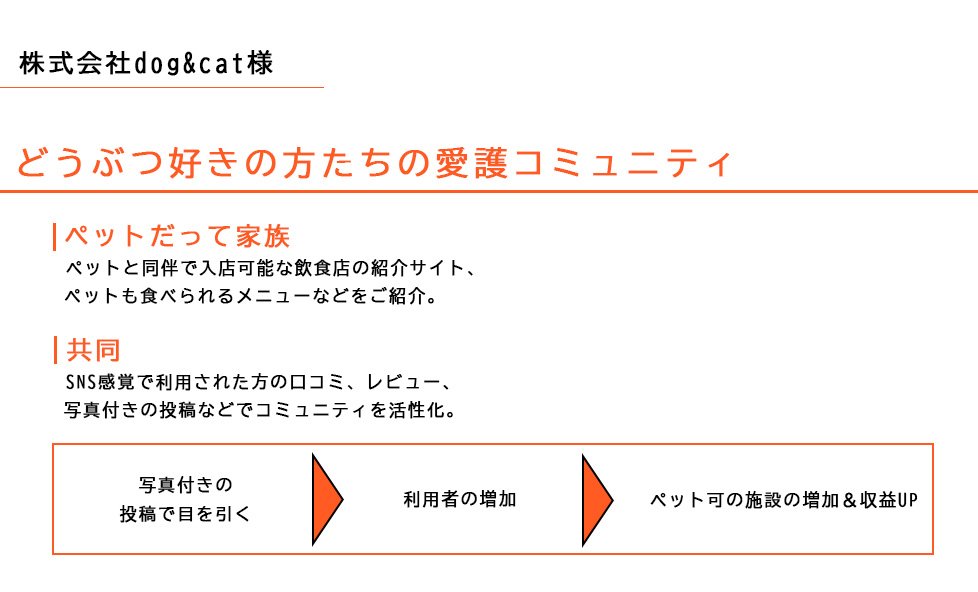 株式会社dog&cat様
どうぶつ好きの方たちの愛護コミュニティ
ペットだって家族
ペットと同伴で入店可能な飲食店の紹介サイト、
ペットも食べられるメニューなどをご紹介。
共同
SNS感覚で利用された方の口コミ、レビュー、
写真付きの投稿などでコミュニティを活性化。
写真付きの
投稿で目を引く
利用者の増加
ペット可の施設の増加＆収益UP